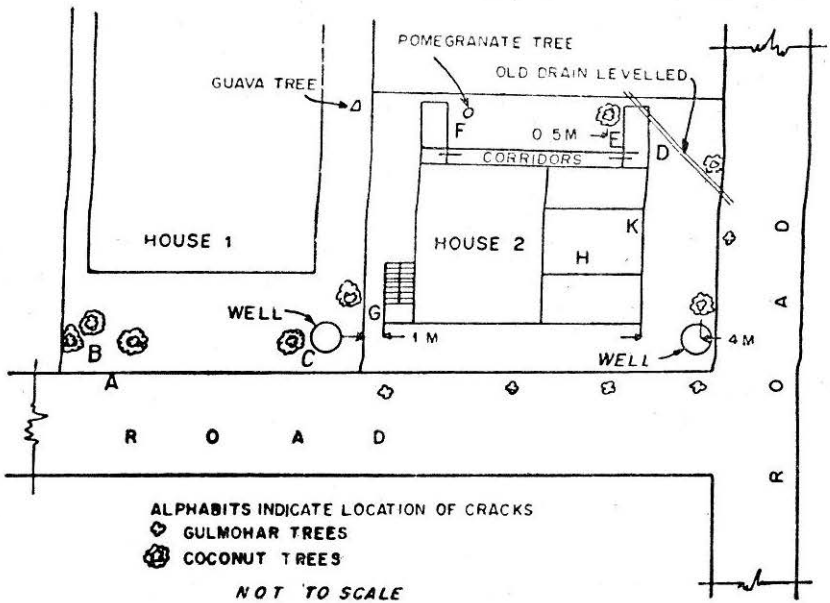 POMEGRANATE TREE
OLD DRAIN LEVELLED
GUAVA TREE
F
0 5M
E
D
CORRIDORS
HOUSE 1
HOUSE 2
K
H
WELL
G
1 M
4 M
WELL
B
C
A
R O A D
R O A D
ALPHABITS INDICATE LOCATION OF CRACKS
GULMOHAR TREES
COCONUT TREES
NOT TO SCALE